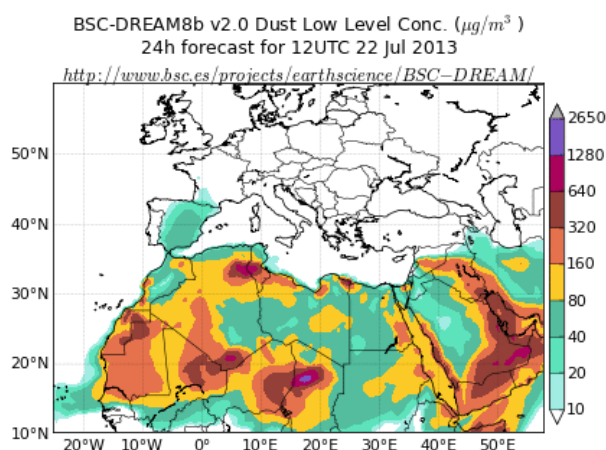 BSC-DREAM8b v2.0 Dust Low Level Conc. (μg/m³ )
24h forecast for 12UTC 22 Jul 2013
http://www.bsc.es/projects/earthscience/BSC−DREAM/
50°N
40°N
30°N
20°N
10°N
20°W 10°W 0° 10°E 20°E 30°E 40°E 50°E
2650
1280
640
320
160
80
40
20
10